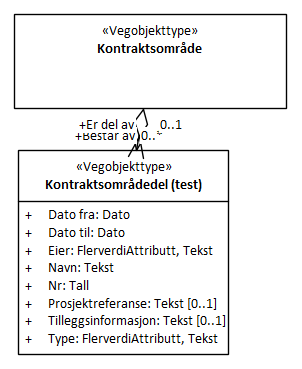 «Vegobjekttype»
Kontraktsområde
+Er del av 0..1
+Består av 0..*
«Vegobjekttype»
Kontraktsområdedel (test)
+ Dato fra: Dato
+ Dato til: Dato
+ Eier: FlerverdiAttributt, Tekst
+ Navn: Tekst
+ Nr: Tall
+ Prosjektreferanse: Tekst [0..1]
+ Tilleggsinformasjon: Tekst [0..1]
+ Type: FlerverdiAttributt, Tekst